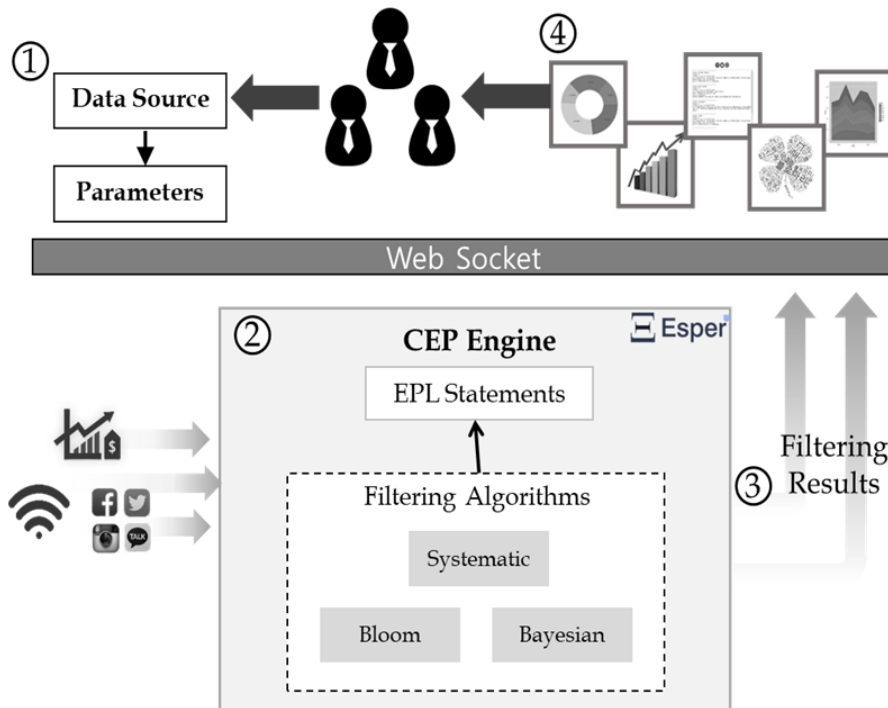 ①
Data Source
Parameters
④
Web Socket
②
CEP Engine
Esper
EPL Statements
Filtering Algorithms
Systematic
Bloom
Bayesian
TALK
③
Filtering
Results